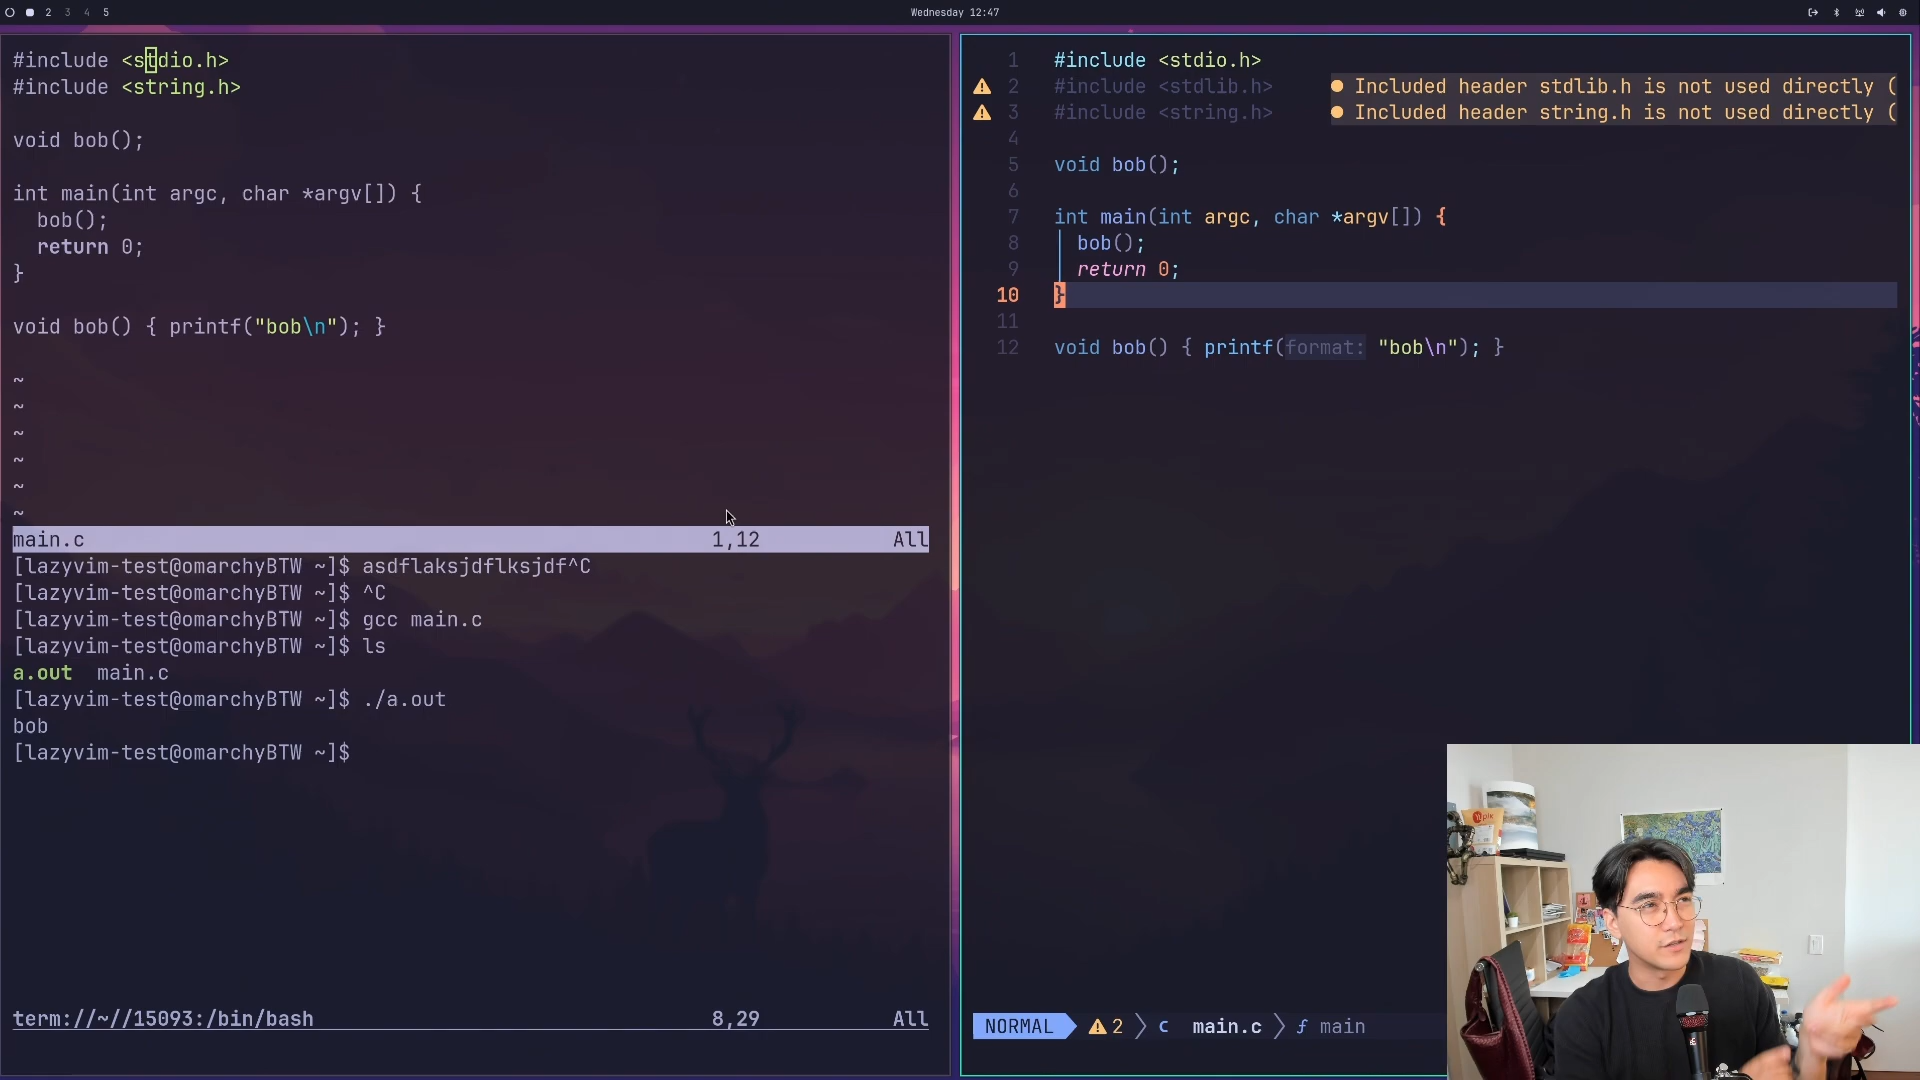 2 3 4 5
Wednesday 12:47
#include <stdio.h>
#include <string.h>
void bob();
int main(int argc, char *argv[]) {
bob();
return 0;
}
void bob() { printf("bob\n"); }
~
~
~
~
~
~
main.c 1,12 All
[lazyvim-test@omarchyBTW ~]$ asdflaksjdflksjdf^C
[lazyvim-test@omarchyBTW ~]$ ^C
[lazyvim-test@omarchyBTW ~]$ gcc main.c
[lazyvim-test@omarchyBTW ~]$ ls
a.out main.c
[lazyvim-test@omarchyBTW ~]$ ./a.out
bob
[lazyvim-test@omarchyBTW ~]$
term://~//15093:/bin/bash 8,29 All
1 #include <stdio.h>
2 #include <stdlib.h> ● Included header stdlib.h is not used directly (
3 #include <string.h> ● Included header string.h is not used directly (
4
5 void bob();
6
7 int main(int argc, char *argv[]) {
8 bob();
9 return 0;
10 }
11
12 void bob() { printf(format: "bob\n"); }
NORMAL 2 C main.c f main